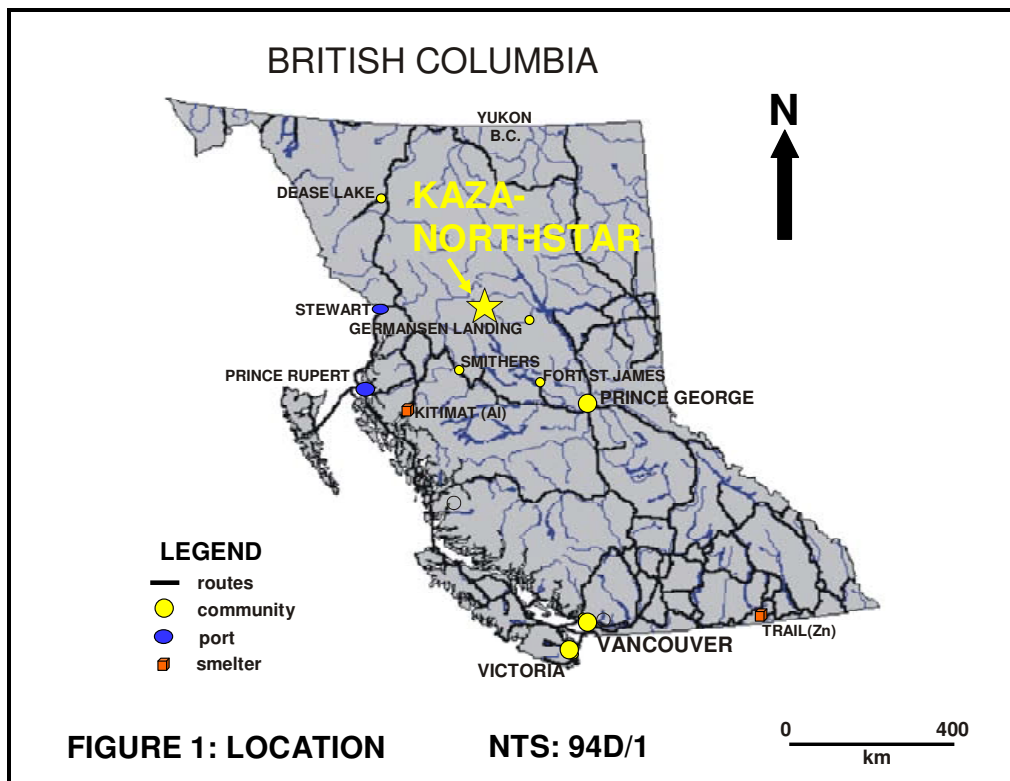 BRITISH COLUMBIA
N
YUKON
B.C.
DEASE LAKE
KAZA-
NORTHSTAR
STEWART
GERMANSEN LANDING
SMITHERS
PRINCE RUPERT
FORT ST JAMES
PRINCE GEORGE
KITIMAT (Al)
LEGEND
routes
community
port
smelter
TRAIL(Zn)
VANCOUVER
VICTORIA
FIGURE 1: LOCATION
NTS: 94D/1
0 400
km